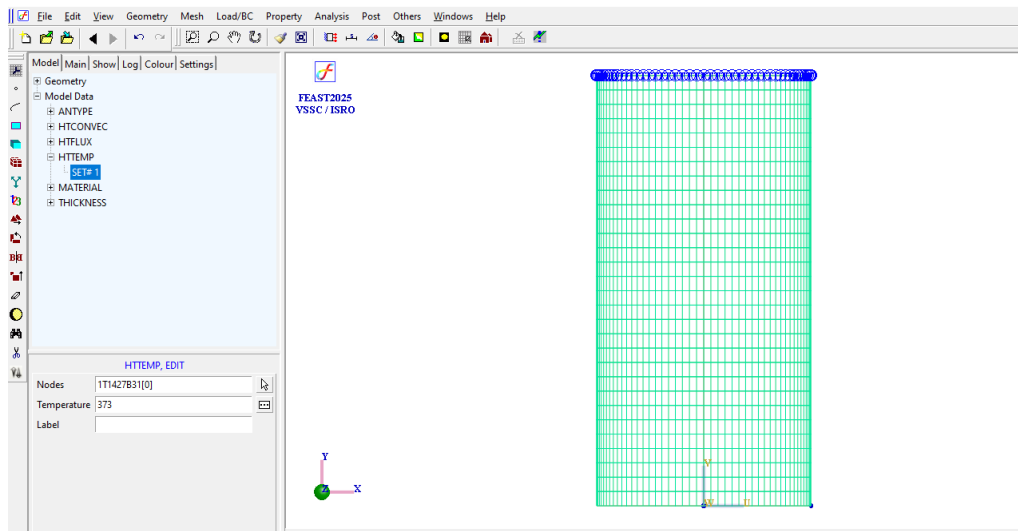 File Edit View Geometry Mesh Load/BC Property Analysis Post Others Windows Help
Model Main Show Log Colour Settings
Geometry
Model Data
ANTYPE
HTCONVEC
HTFLUX
HTTEMP
SET# 1
MATERIAL
THICKNESS
HTTEMP, EDIT
Nodes 1T1427B31[0]
Temperature 373
Label
FEAST2025
VSSC / ISRO
Y
Z X
V
W U